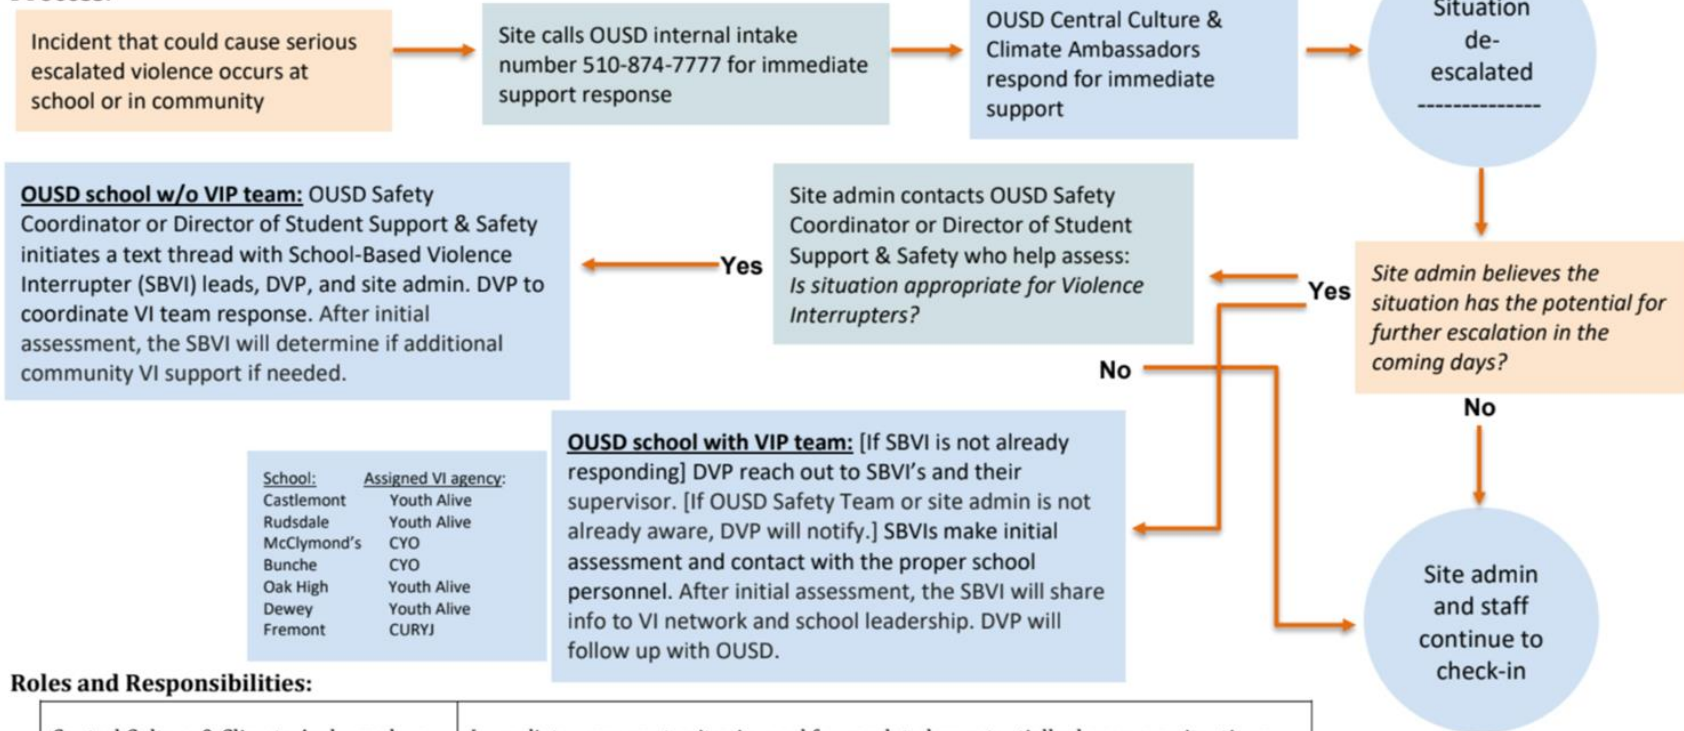 Incident that could cause serious
escalated violence occurs at
school or in community
Site calls OUSD internal intake
number 510-874-7777 for immediate
support response
OUSD Central Culture &
Climate Ambassadors
respond for immediate
support
Situation
de-
escalated
--------------
OUSD school w/o VIP team: OUSD Safety
Coordinator or Director of Student Support & Safety
initiates a text thread with School-Based Violence
Interrupter (SBVI) leads, DVP, and site admin. DVP to
coordinate VI team response. After initial
assessment, the SBVI will determine if additional
community VI support if needed.
Yes
Site admin contacts OUSD Safety
Coordinator or Director of Student
Support & Safety who help assess:
Is situation appropriate for Violence
Interrupters?
Yes
Site admin believes the
situation has the potential for
further escalation in the
coming days?
No
No
School: Assigned VI agency:
Castlemont Youth Alive
Rudsdale Youth Alive
McClymond's CYO
Bunche CYO
Oak High Youth Alive
Dewey Youth Alive
Fremont CURYJ
OUSD school with VIP team: [If SBVI is not already
responding] DVP reach out to SBVI's and their
supervisor. [If OUSD Safety Team or site admin is not
already aware, DVP will notify.] SBVIs make initial
assessment and contact with the proper school
personnel. After initial assessment, the SBVI will share
info to VI network and school leadership. DVP will
follow up with OUSD.
Site admin
and staff
continue to
check-in
Roles and Responsibilities: